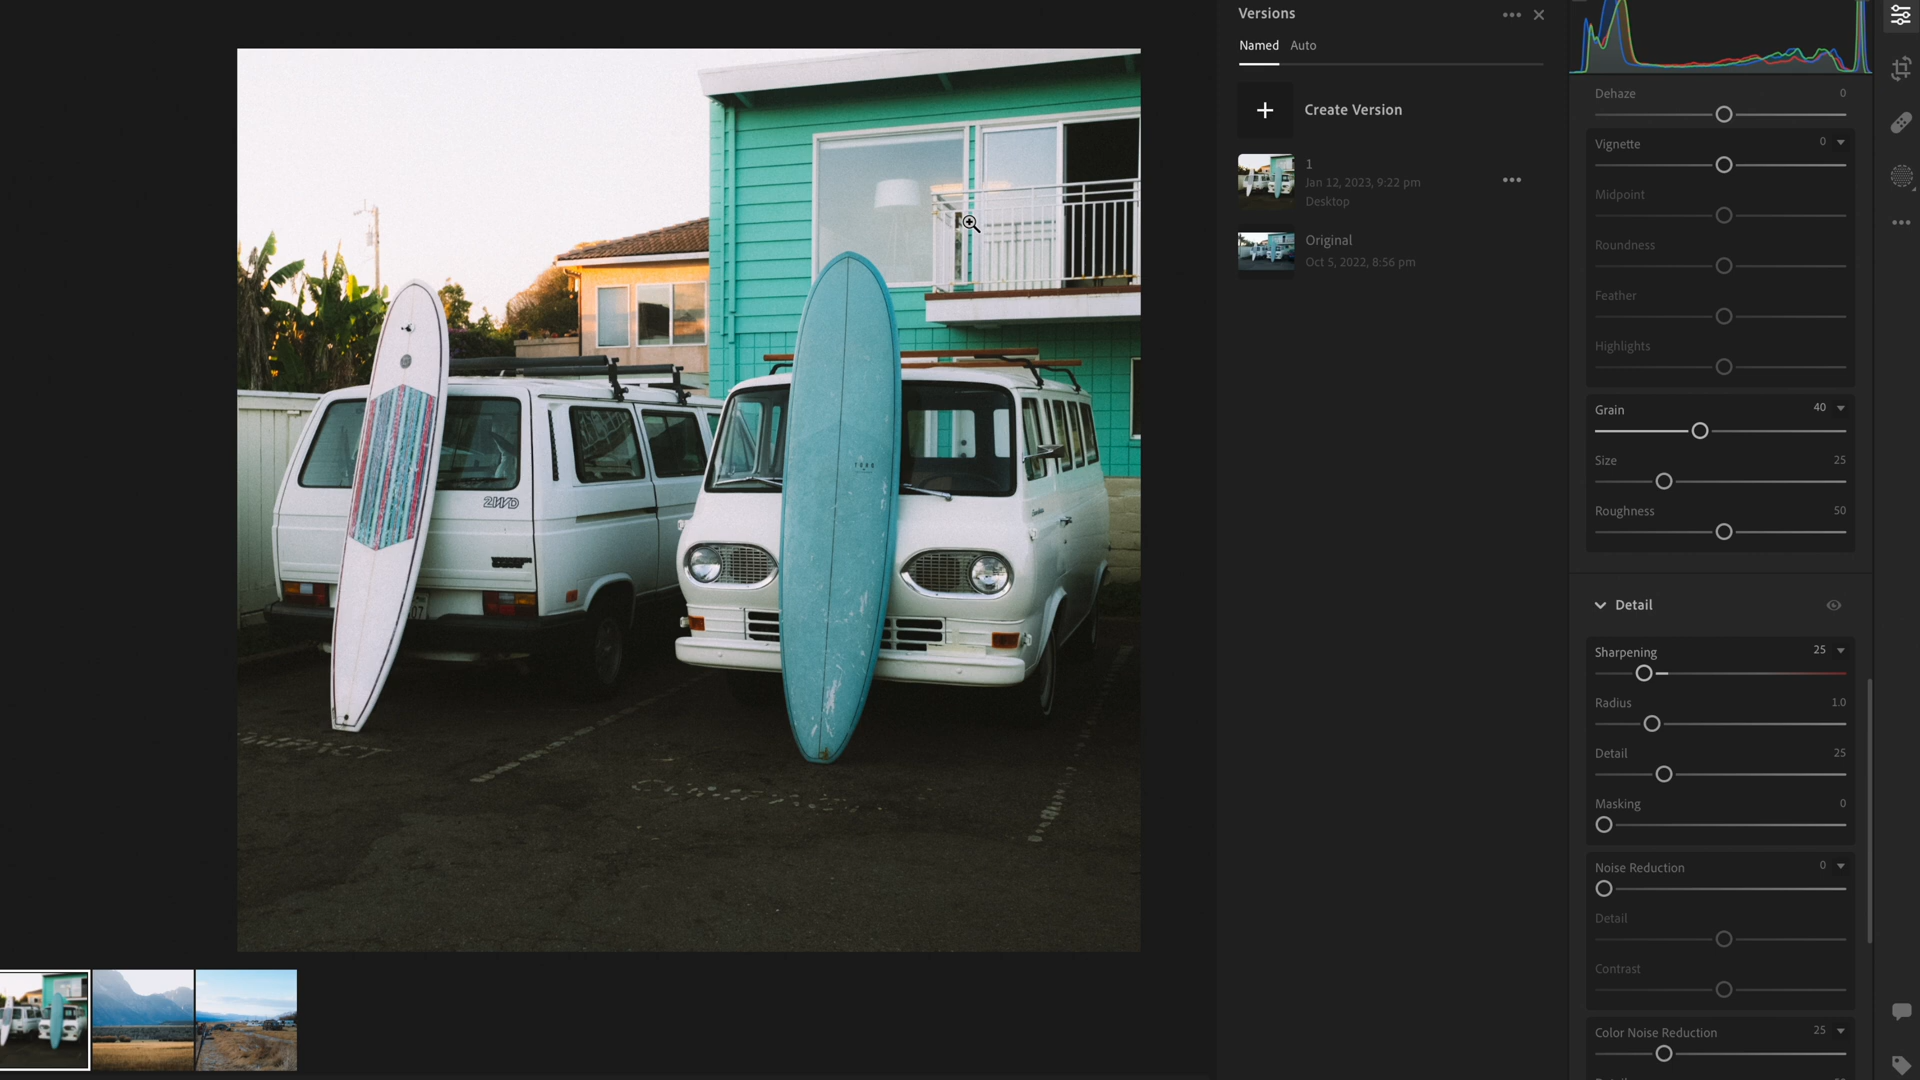 Versions
Named Auto
Create Version
1
Jan 12, 2023, 9:22 pm
Desktop
Original
Oct 5, 2022, 8:56 pm
Dehaze 0
Vignette 0
Midpoint
Roundness
Feather
Highlights
Grain 40
Size 25
Roughness 50
Detail
Sharpening 25
Radius 1.0
Detail 25
Masking 0
Noise Reduction 0
Detail
Contrast
Color Noise Reduction 25
2WD